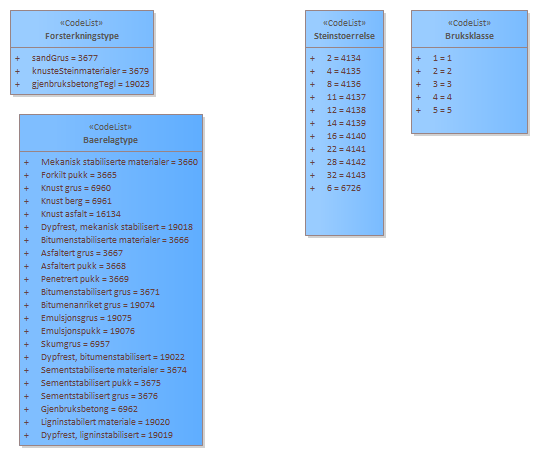 «CodeList»
Forsterkningstype
+ sandGrus = 3677
+ knusteSteinmaterialer = 3679
+ gjenbruksbetongTegl = 19023
«CodeList»
Baerelagtype
+ Mekanisk stabiliserte materialer = 3660
+ Forkilt pukk = 3665
+ Knust grus = 6960
+ Knust berg = 6961
+ Knust asfalt = 16134
+ Dypfrest, mekanisk stabilisert = 19018
+ Bitumenstabiliserte materialer = 3666
+ Asfaltert grus = 3667
+ Asfaltert pukk = 3668
+ Penetrert pukk = 3669
+ Bitumenstabilisert grus = 3671
+ Bitumenanriket grus = 19074
+ Emulsjonsgrus = 19075
+ Emulsjonspukk = 19076
+ Skumgrus = 6957
+ Dypfrest, bitumenstabilisert = 19022
+ Sementstabiliserte materialer = 3674
+ Sementstabilisert pukk = 3675
+ Sementstabilisert grus = 3676
+ Gjenbruksbetong = 6962
+ Ligninstabilert materiale = 19020
+ Dypfrest, ligninstabilisert = 19019
«CodeList»
Steinstoerrelse
+ 2 = 4134
+ 4 = 4135
+ 8 = 4136
+ 11 = 4137
+ 12 = 4138
+ 14 = 4139
+ 16 = 4140
+ 22 = 4141
+ 28 = 4142
+ 32 = 4143
+ 6 = 6726
«CodeList»
Bruksklasse
+ 1 = 1
+ 2 = 2
+ 3 = 3
+ 4 = 4
+ 5 = 5